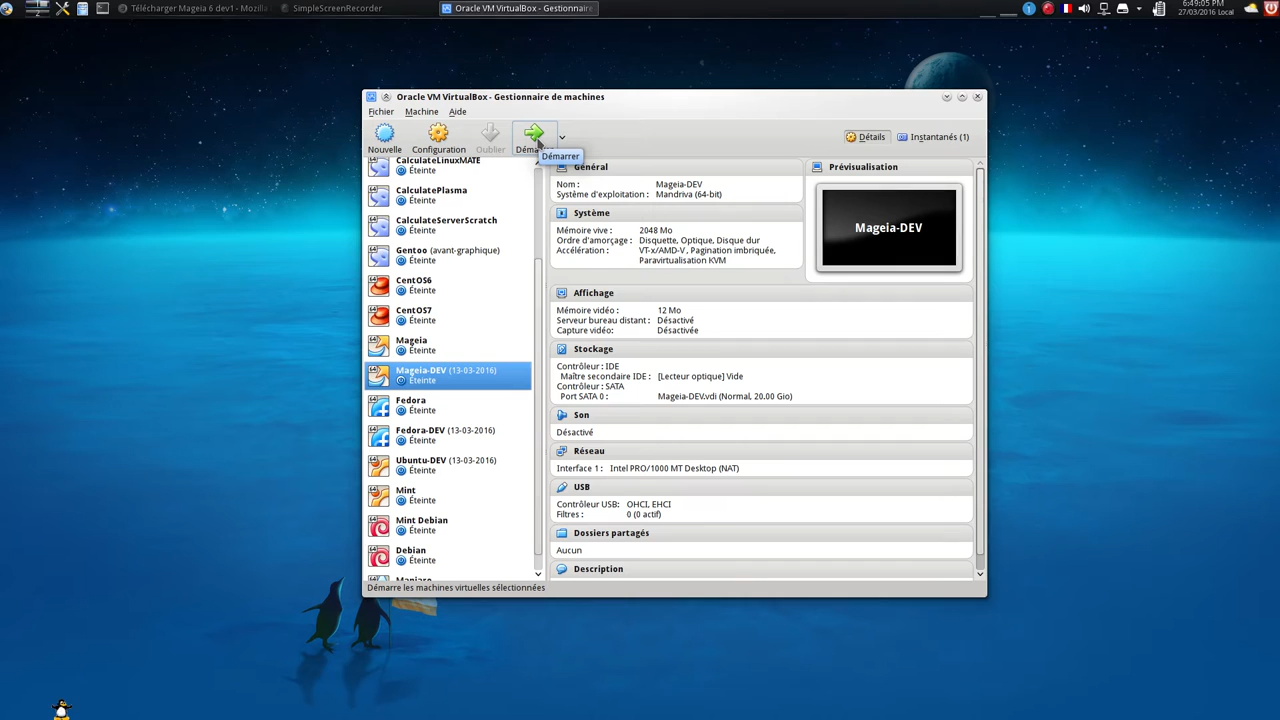 2
Télécharger Mageia 6 dev1 - Mozilla
SimpleScreenRecorder
Oracle VM VirtualBox - Gestionnaire
6:49:05 PM
27/03/2016 Local
Oracle VM VirtualBox - Gestionnaire de machines
Fichier Machine Aide
Nouvelle Configuration Oublier
Démarrer
Détails Instantanés (1)
CalculateLinuxMATE
Éteinte
CalculatePlasma
Éteinte
CalculateServerScratch
Éteinte
Gentoo (avant-graphique)
Éteinte
CentOS6
Éteinte
CentOS7
Éteinte
Mageia
Éteinte
Mageia-DEV (13-03-2016)
Éteinte
Fedora
Éteinte
Fedora-DEV (13-03-2016)
Éteinte
Ubuntu-DEV (13-03-2016)
Éteinte
Mint
Éteinte
Mint Debian
Éteinte
Debian
Éteinte
Général
Nom : Mageia-DEV
Système d'exploitation : Mandriva (64-bit)
Système
Mémoire vive : 2048 Mo
Ordre d'amorçage : Disquette, Optique, Disque dur
Accélération : VT-x/AMD-V , Pagination imbriquée,
Paravirtualisation KVM
Prévisualisation
Mageia-DEV
Affichage
Mémoire vidéo : 12 Mo
Serveur bureau distant : Désactivé
Capture vidéo : Désactivée
Stockage
Contrôleur : IDE
Maître secondaire IDE : [Lecteur optique] Vide
Contrôleur : SATA
Port SATA 0 : Mageia-DEV.vdi (Normal, 20.00 Gio)
Son
Désactivé
Réseau
Interface 1 : Intel PRO/1000 MT Desktop (NAT)
USB
Contrôleur USB: OHCI, EHCI
Filtres : 0 (0 actif)
Dossiers partagés
Aucun
Description
Démarre les machines virtuelles sélectionnées